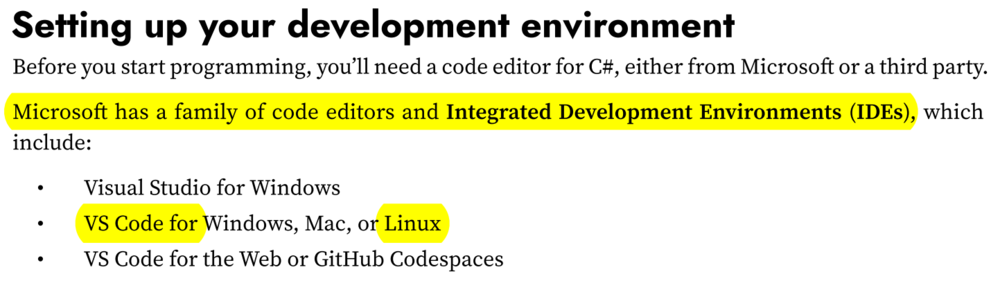 Setting up your development environment
Before you start programming, you’ll need a code editor for C#, either from Microsoft or a third party.
Microsoft has a family of code editors and Integrated Development Environments (IDEs), which
include:
• Visual Studio for Windows
• VS Code for Windows, Mac, or Linux
• VS Code for the Web or GitHub Codespaces